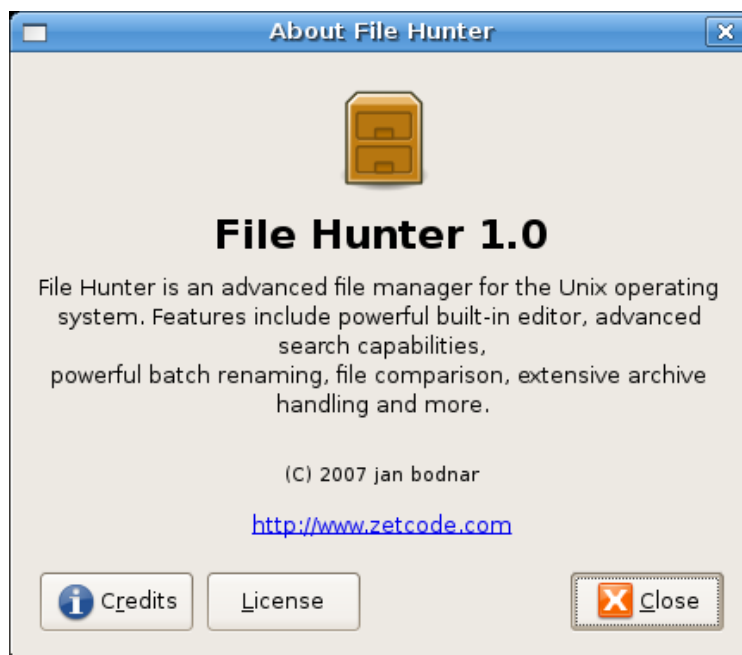 About File Hunter
File Hunter 1.0
File Hunter is an advanced file manager for the Unix operating
system. Features include powerful built-in editor, advanced
search capabilities,
powerful batch renaming, file comparison, extensive archive
handling and more.
(C) 2007 jan bodnar
http://www.zetcode.com
Credits
License
Close